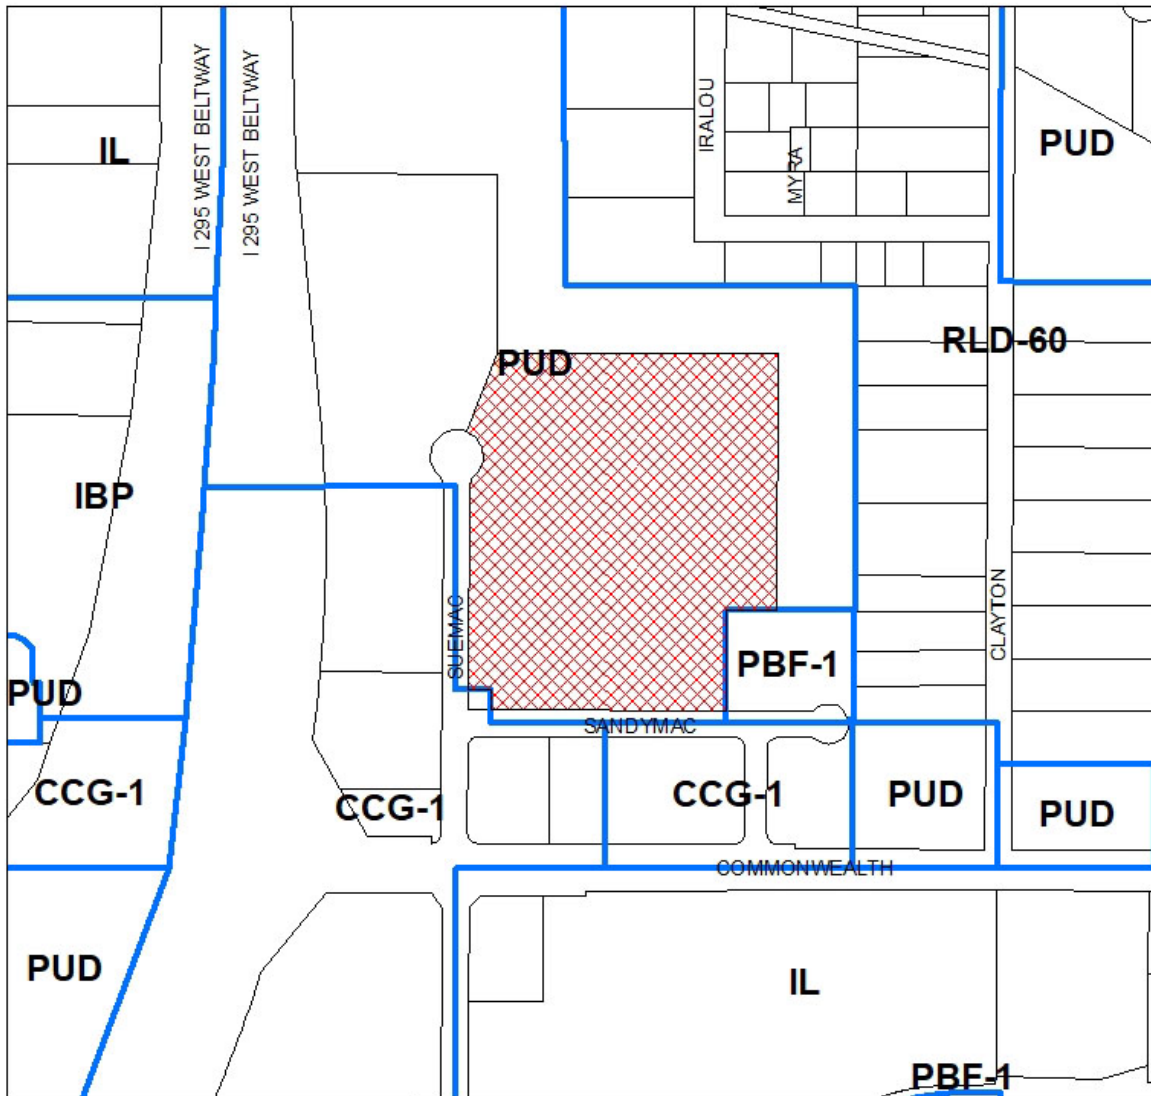 IRALOU
PUD
IL
I 295 WEST BELTWAY
I 295 WEST BELTWAY
MYRA
RLD-60
PUD
IBP
CLAYTON
SUEMAC
PBF-1
PUD
SANDYMAC
CCG-1
CCG-1
CCG-1
PUD
PUD
COMMONWEALTH
PUD
IL
PBF-1